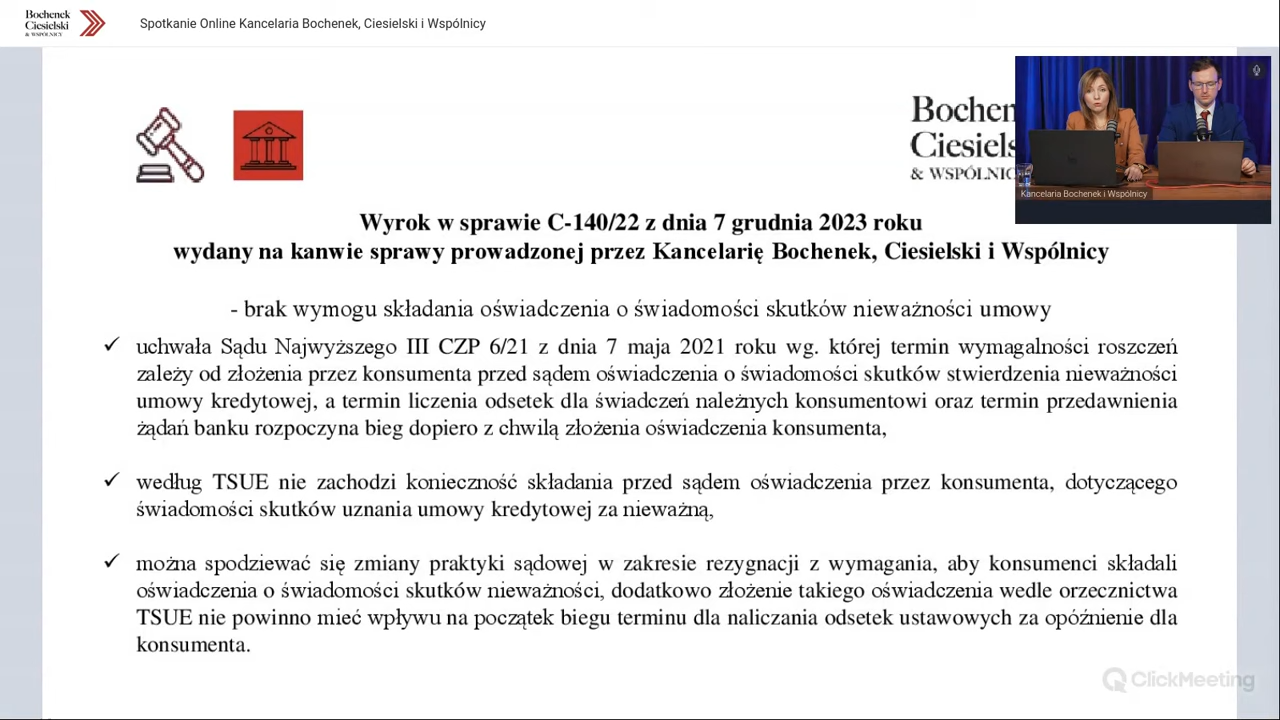 Bochenek
Ciesielski
& WSPÓLNICY
Spotkanie Online Kancelaria Bochenek, Ciesielski i Wspólnicy
Bochen
Ciesiels
& WSPÓLNIC
Kancelaria Bochenek i Wspólnicy
Wyrok w sprawie C-140/22 z dnia 7 grudnia 2023 roku
wydany na kanwie sprawy prowadzonej przez Kancelarię Bochenek, Ciesielski i Wspólnicy
- brak wymogu składania oświadczenia o świadomości skutków nieważności umowy
✓ uchwała Sądu Najwyższego III CZP 6/21 z dnia 7 maja 2021 roku wg. której termin wymagalności roszczeń
zależy od złożenia przez konsumenta przed sądem oświadczenia o świadomości skutków stwierdzenia nieważności
umowy kredytowej, a termin liczenia odsetek dla świadczeń należnych konsumentowi oraz termin przedawnienia
żądań banku rozpoczyna bieg dopiero z chwilą złożenia oświadczenia konsumenta,
✓ według TSUE nie zachodzi konieczność składania przed sądem oświadczenia przez konsumenta, dotyczącego
świadomości skutków uznania umowy kredytowej za nieważną,
✓ można spodziewać się zmiany praktyki sądowej w zakresie rezygnacji z wymagania, aby konsumenci składali
oświadczenia o świadomości skutków nieważności, dodatkowo złożenie takiego oświadczenia wedle orzecznictwa
TSUE nie powinno mieć wpływu na początek biegu terminu dla naliczania odsetek ustawowych za opóźnienie dla
konsumenta.
ClickMeeting